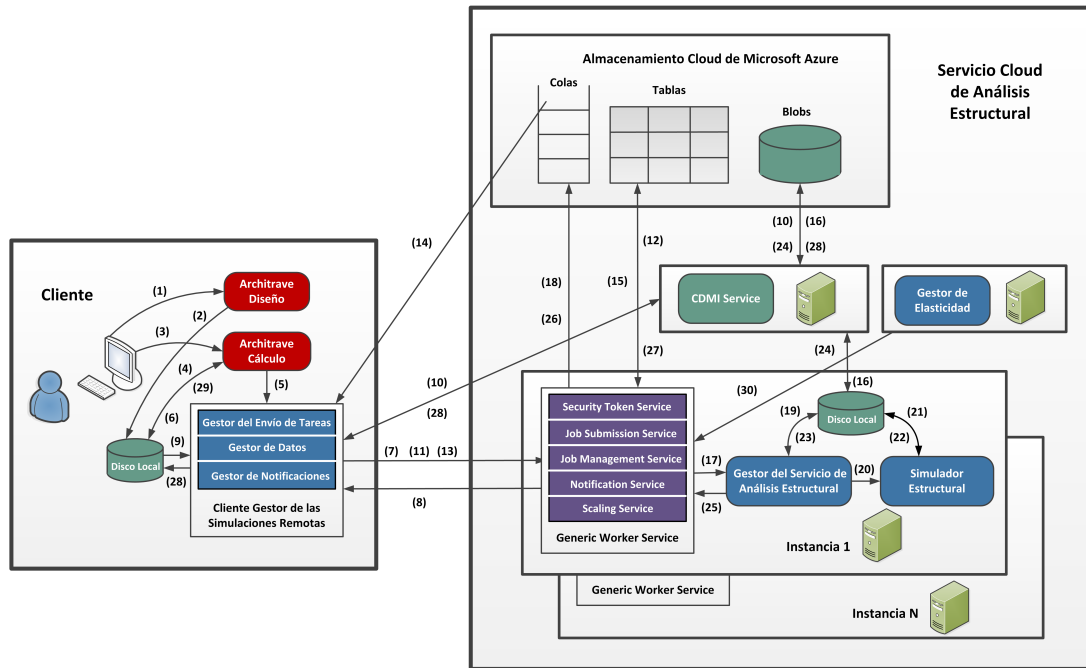 Servicio Cloud
de Análisis
Estructural
Almacenamiento Cloud de Microsoft Azure
Colas
Tablas
Blobs
(10) (16)
(24) (28)
(14)
(12)
(18)
(15)
(26)
(27)
CDMI Service
Gestor de
Elasticidad
(24)
(16)
(30)
(10)
(28)
Cliente
(1)
Architrave
Diseño
(2)
(3)
Architrave
Cálculo
(4)
(29)
(5)
(6)
(9)
(28)
Disco Local
Gestor del Envío de Tareas
Gestor de Datos
Gestor de Notificaciones
Cliente Gestor de las
Simulaciones Remotas
(7) (11) (13)
(8)
Security Token Service
Job Submission Service
Job Management Service
Notification Service
Scaling Service
Generic Worker Service
(17)
(25)
(19)
(23)
Disco Local
(21)
(22)
Gestor del Servicio de
Análisis Estructural
(20)
Simulador
Estructural
Instancia 1
Generic Worker Service
Instancia N